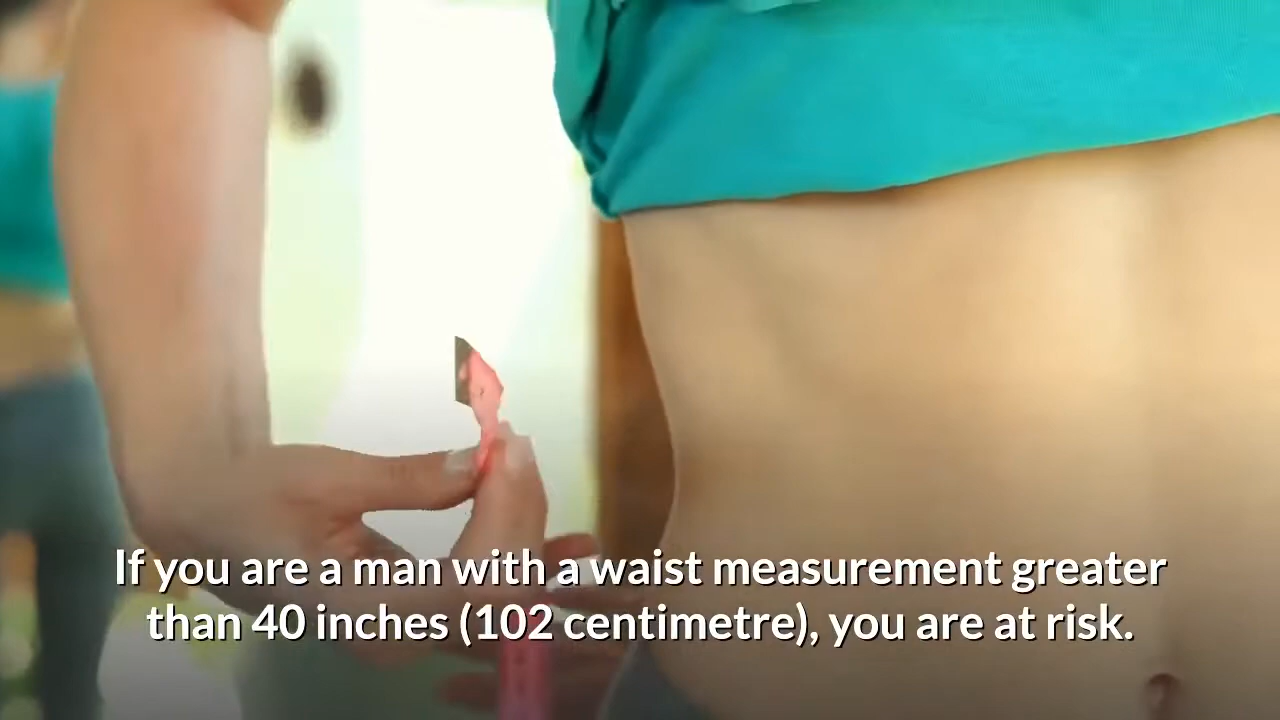 If you are a man with a waist measurement greater
than 40 inches (102 centimetre), you are at risk.